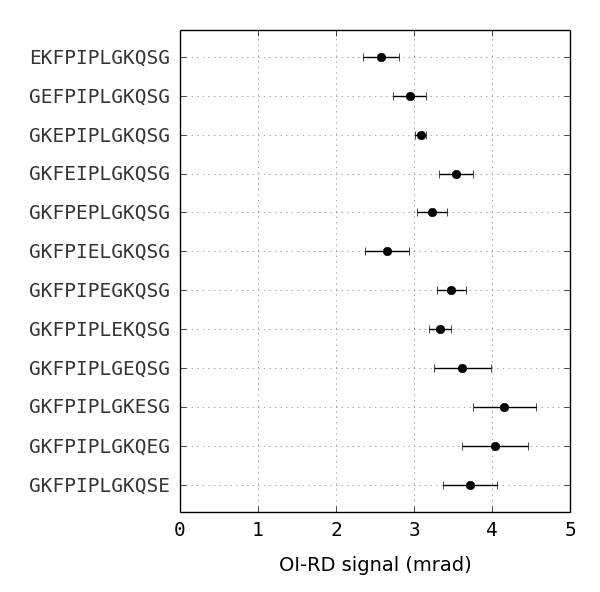 EKFPIPLGKQSG
GEFPIPLGKQSG
GKEPIPLGKQSG
GKFEIPLGKQSG
GKFPEPLGKQSG
GKFPIELGKQSG
GKFPIPEGKQSG
GKFPIPLEKQSG
GKFPIPLGEQSG
GKFPIPLGKESG
GKFPIPLGKQEG
GKFPIPLGKQSE
0 1 2 3 4 5
OI-RD signal (mrad)